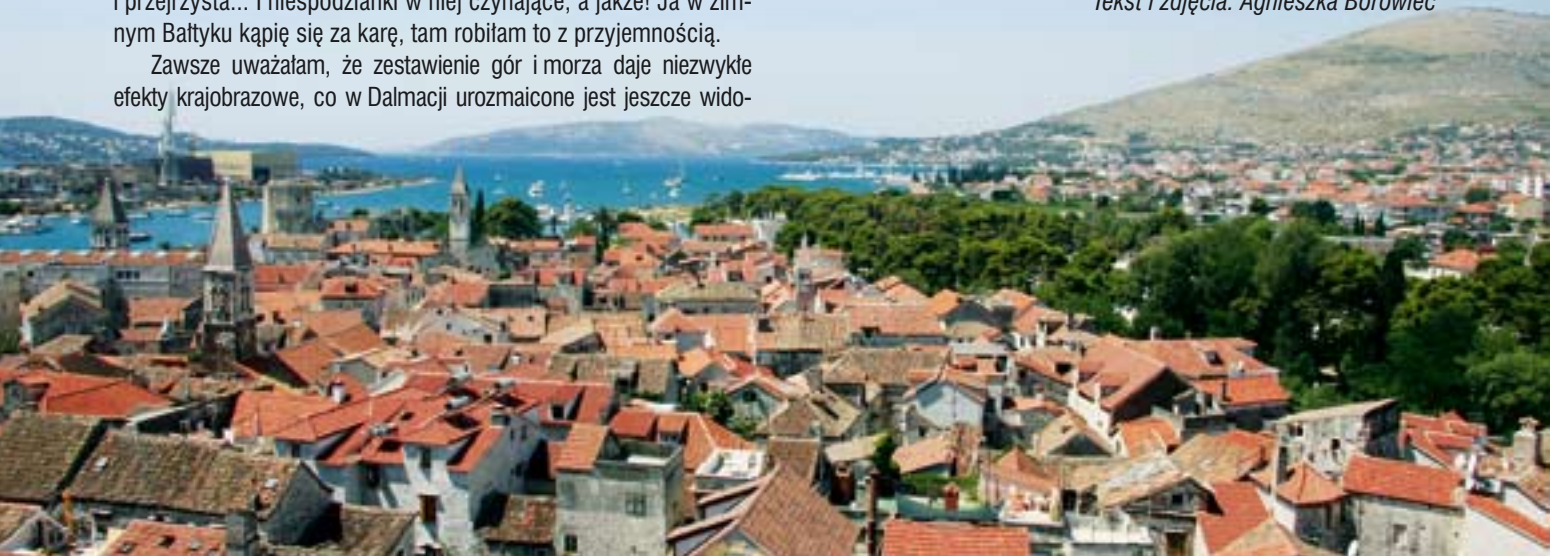 i przejrzysta... i niespodzianki w niej czyhające, a jakże! Ja w zim-
nym Bałtyku kąpię się za karę, tam robiłam to z przyjemnością.
Zawsze uważałam, że zestawienie gór i morza daje niezwykłe
efekty krajobrazowe, co w Dalmacji urozmaicone jest jeszcze wido-
Tekst i zdjęcia: Agnieszka Borowiec